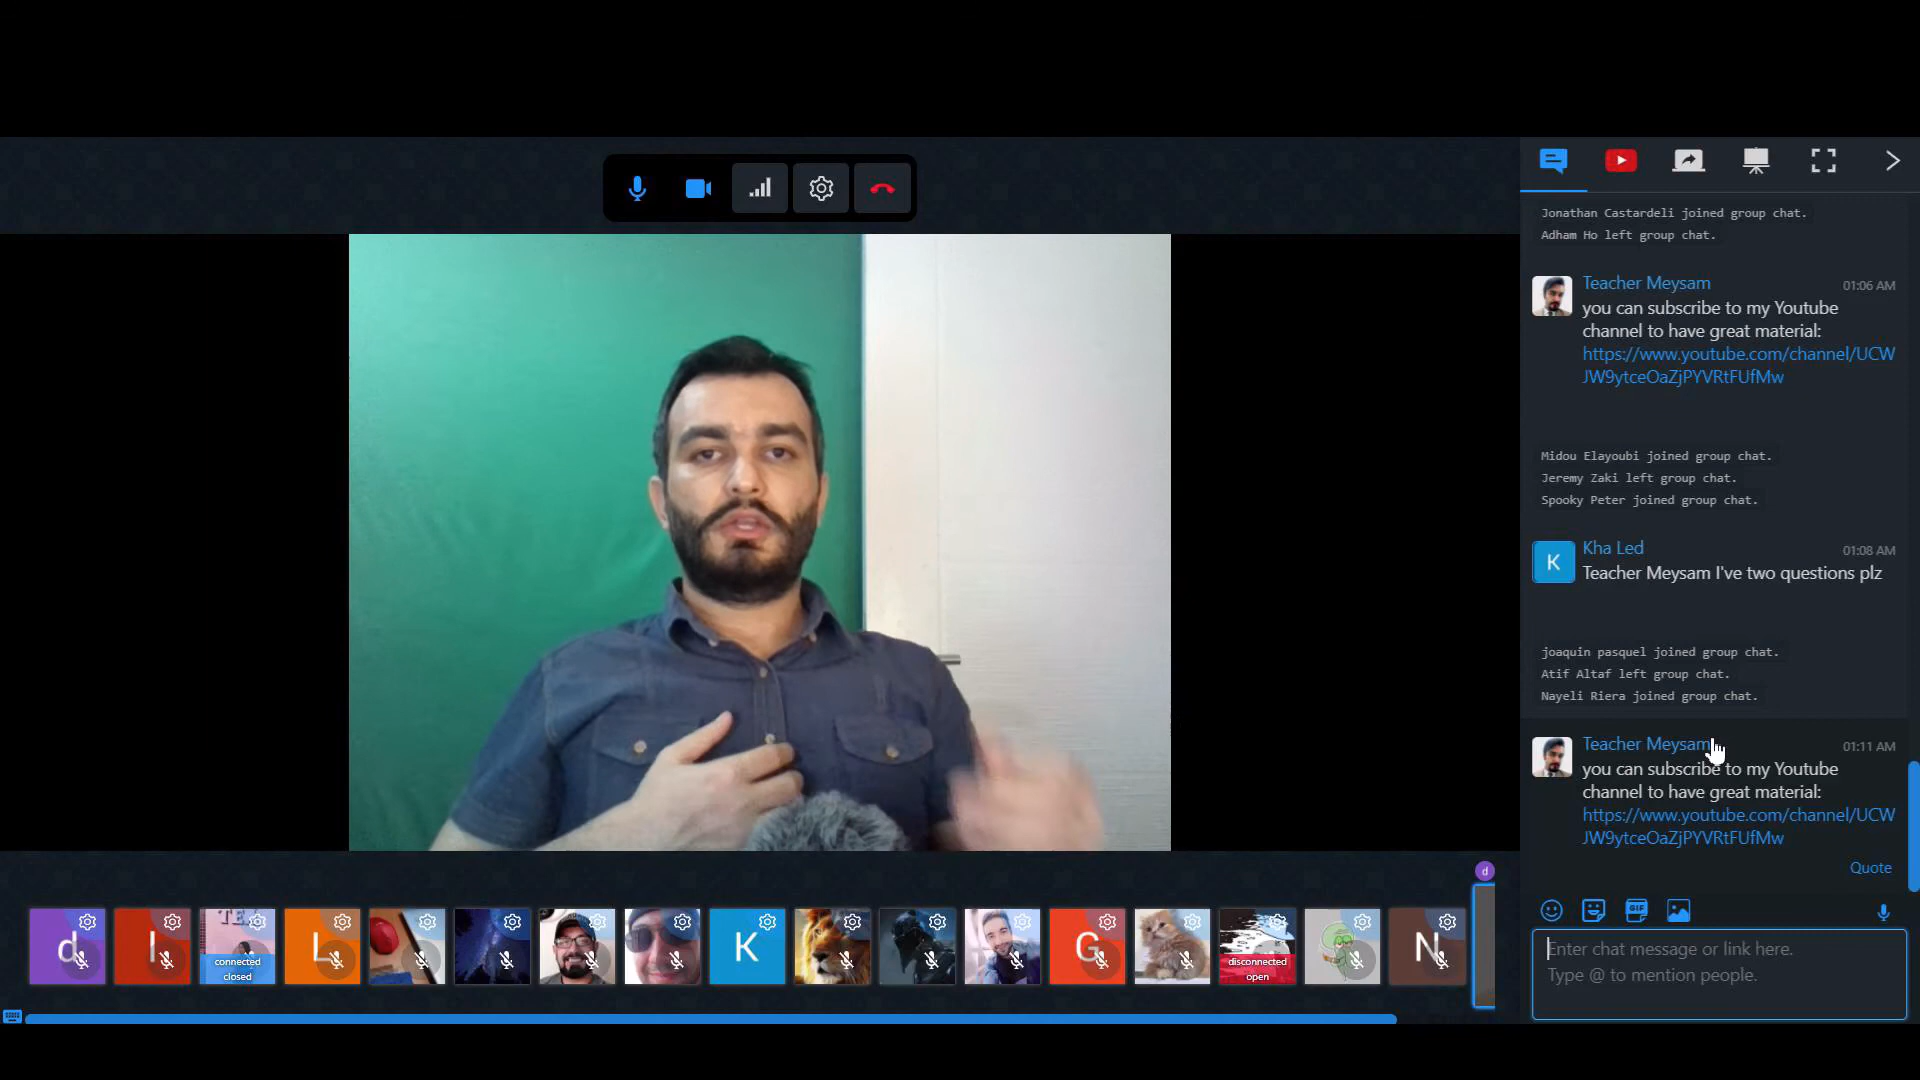 Jonathan Castardeli joined group chat.
Adham Ho left group chat.
Teacher Meysam 01:06 AM
you can subscribe to my Youtube
channel to have great material:
https://www.youtube.com/channel/UCW
JW9ytceOaZjPYVRtFUfMw
Midou Elayoubi joined group chat.
Jeremy Zaki left group chat.
Spooky Peter joined group chat.
K
Kha Led 01:08 AM
Teacher Meysam I've two questions plz
joaquin pasquel joined group chat.
Atif Altaf left group chat.
Nayeli Riera joined group chat.
Teacher Meysam 01:11 AM
you can subscribe to my Youtube
channel to have great material:
https://www.youtube.com/channel/UCW
JW9ytceOaZjPYVRtFUfMw
Quote
GIF
Enter chat message or link here.
Type @ to mention people.
d
d
I
connected
closed
L
K
G
disconnected
open
N